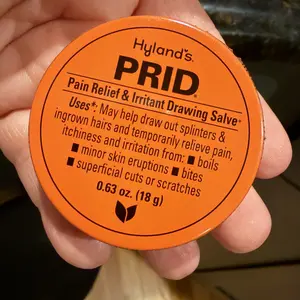 Hyland's.
PRID®
Pain Relief & Irritant Drawing Salve*
Uses*: May help draw out splinters &
ingrown hairs and temporarily relieve pain,
itchiness and irritation from: ■ boils
■ minor skin eruptions ■ bites
■ superficial cuts or scratches
0.63 oz. (18 g)